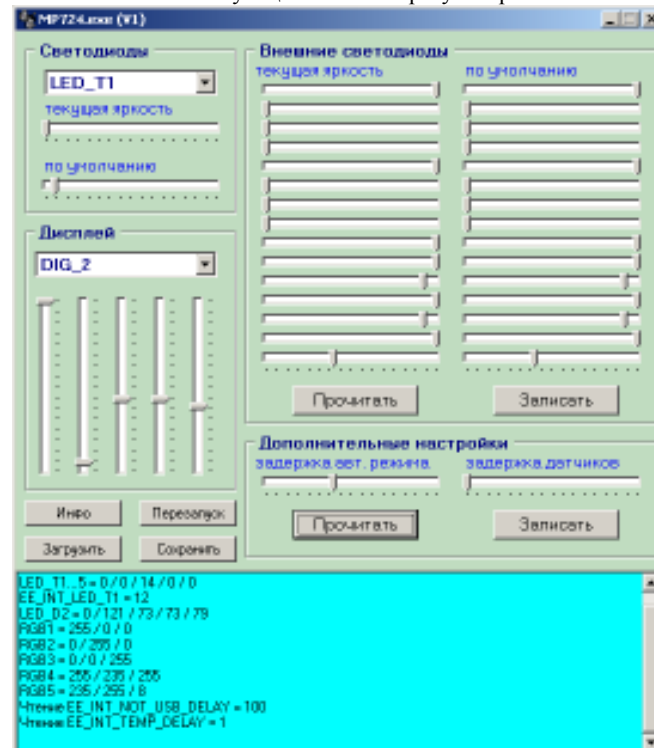 MP724.exe (V1)
Светодиоды
LED_T1
текущая яркость
по умолчанию
Дисплей
DIG_2
Инфо
Перезапуск
Загрузить
Сохранить
Внешние светодиоды
текущая яркость
по умолчанию
Прочитать
Записать
Дополнительные настройки
задержка авт. режима
задержка датчиков
Прочитать
Записать
LED_T1..5 = 0 / 0 / 14 / 0 / 0
EE_INT_LED_T1 = 12
LED_D2 = 0 / 121 / 73 / 73 / 79
RGB1 = 255 / 0 / 0
RGB2 = 0 / 255 / 0
RGB3 = 0 / 0 / 255
RGB4 = 255 / 235 / 255
RGB5 = 235 / 255 / 8
Чтение EE_INT_NOT_USB_DELAY = 100
Чтение EE_INT_TEMP_DELAY = 1